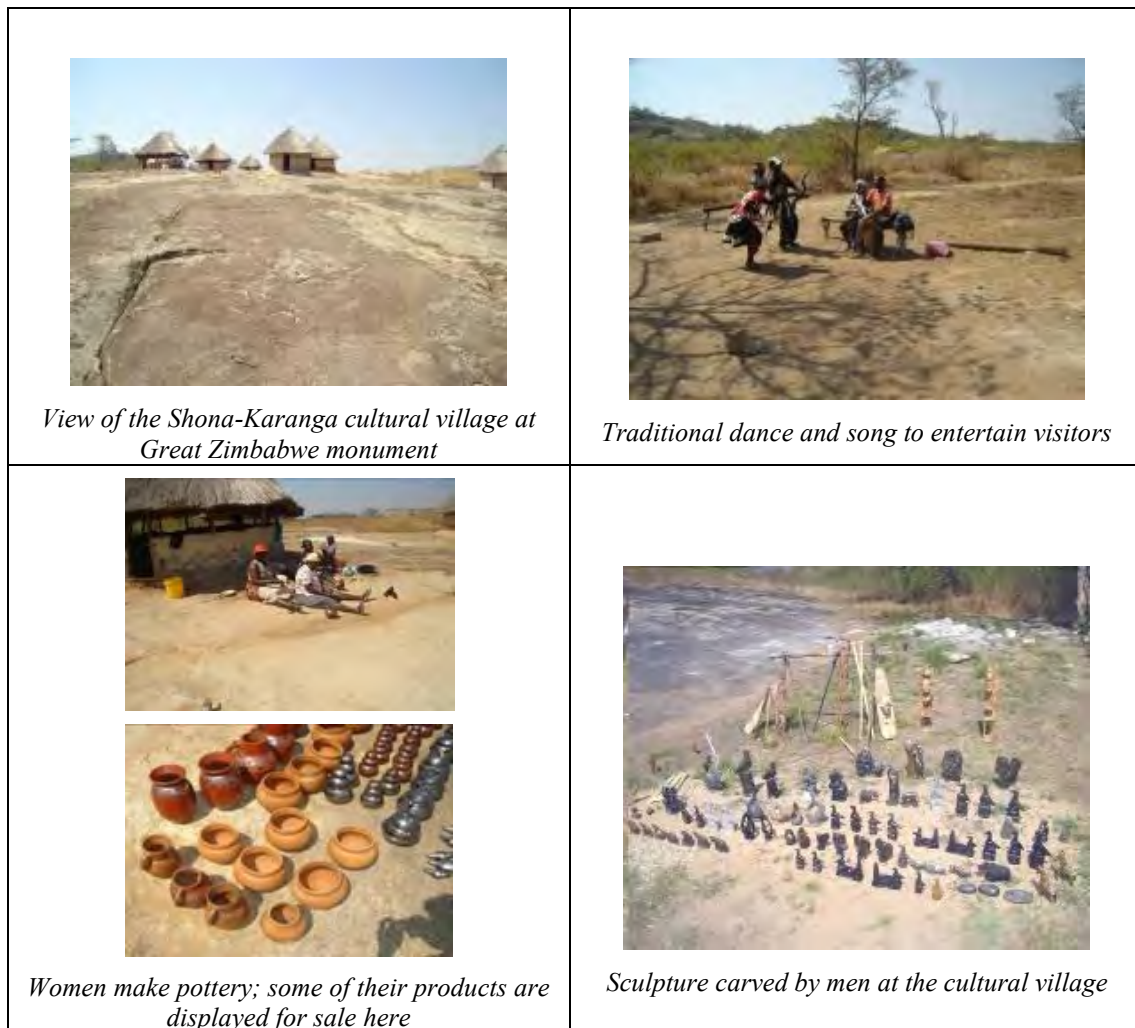 View of the Shona-Karanga cultural village at
Great Zimbabwe monument
Traditional dance and song to entertain visitors
Women make pottery; some of their products are
displayed for sale here
Sculpture carved by men at the cultural village